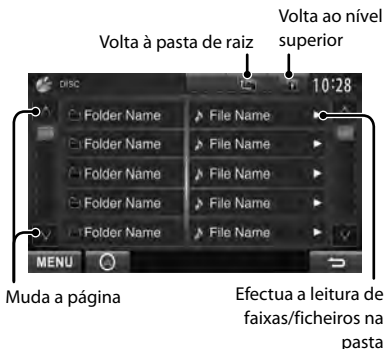 Volta ao nível
superior
Volta à pasta de raiz
DISC
10:28
Folder Name
File Name
Folder Name
File Name
Folder Name
File Name
Folder Name
File Name
Folder Name
File Name
MENU
Muda a página
Efectua a leitura de
faixas/ficheiros na
pasta